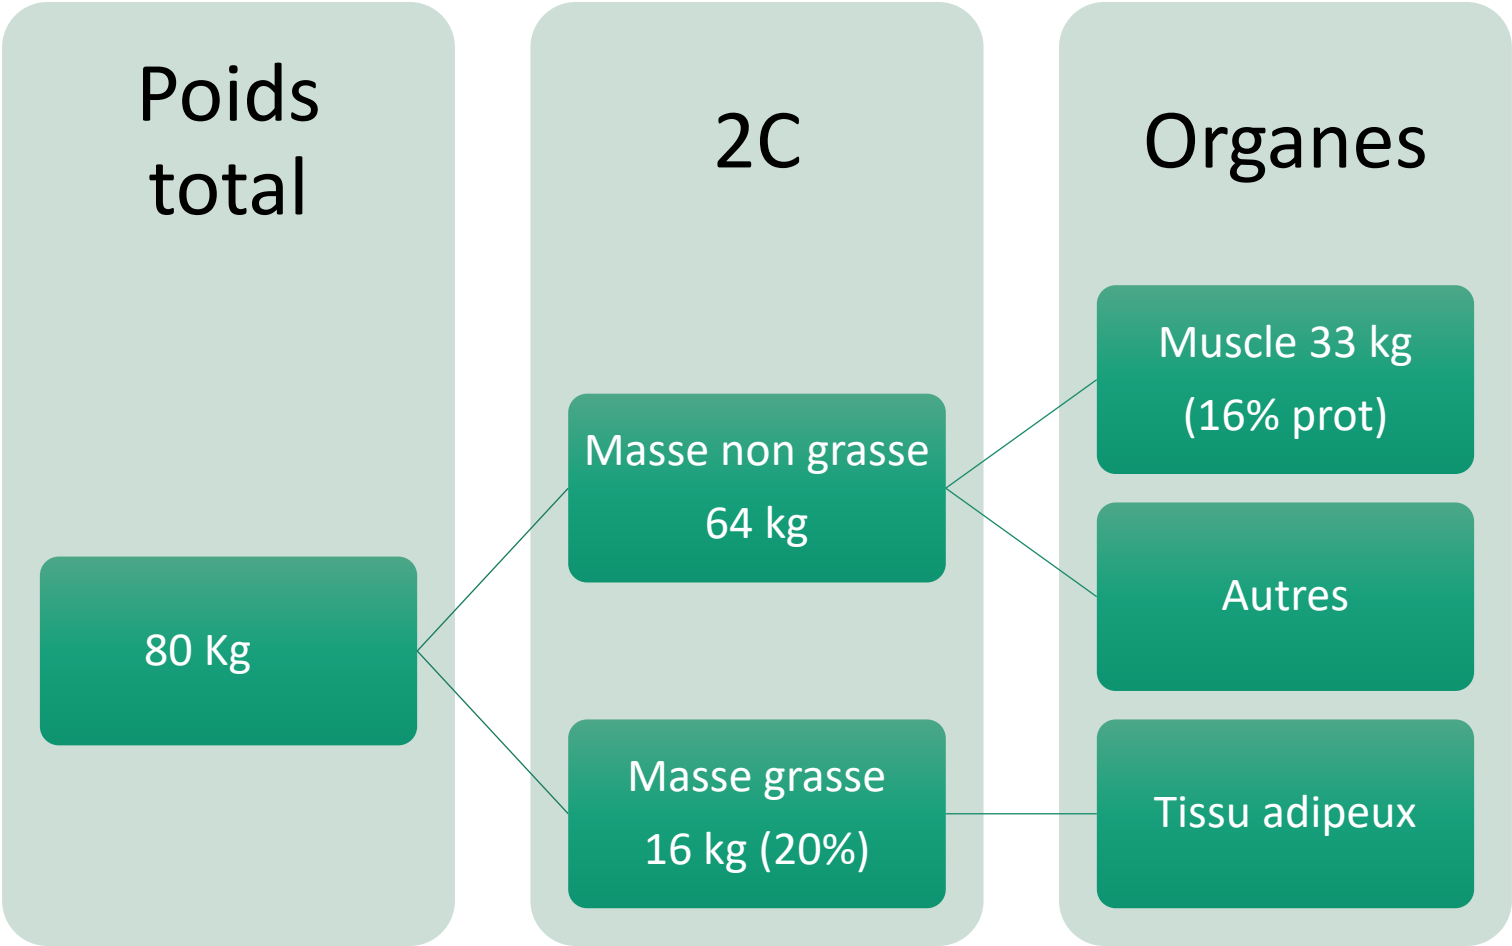 Poids
total
80 Kg
2C
Masse non grasse
64 kg
Masse grasse
16 kg (20%)
Organes
Muscle 33 kg
(16% prot)
Autres
Tissu adipeux